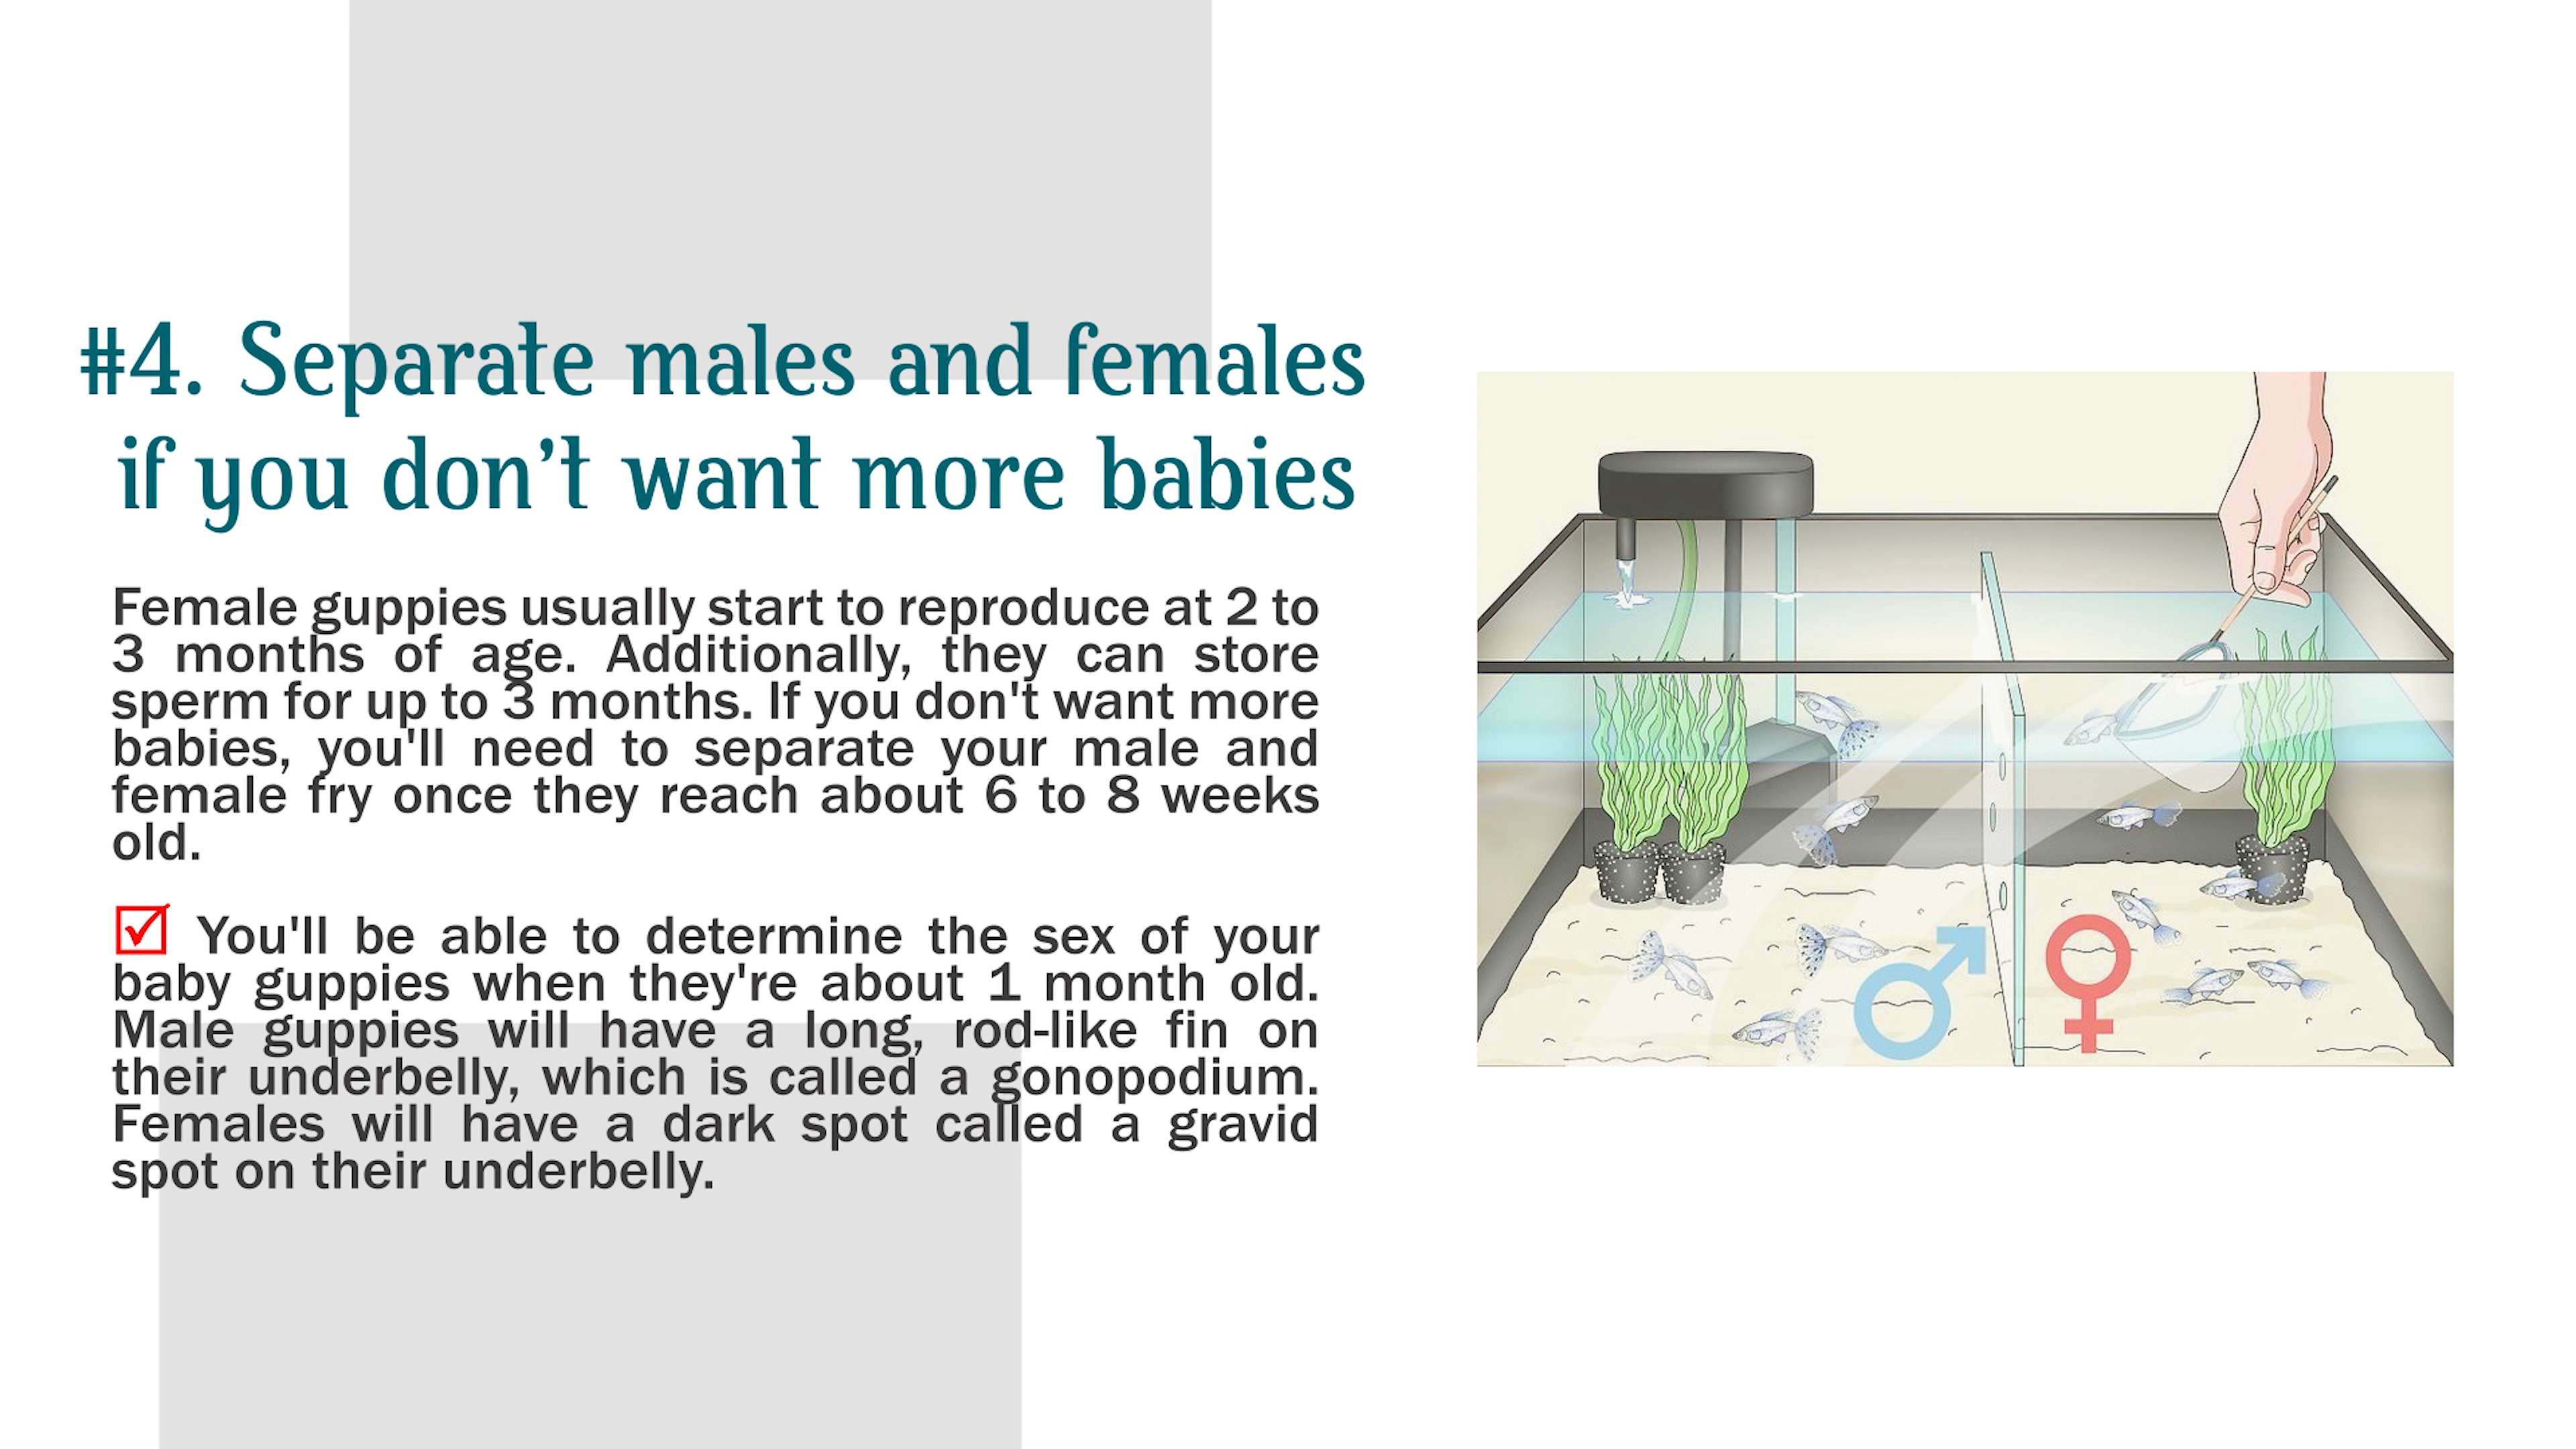 #4. Separate males and females
if you don’t want more babies
Female guppies usually start to reproduce at 2 to
3 months of age. Additionally, they can store
sperm for up to 3 months. If you don't want more
babies, you'll need to separate your male and
female fry once they reach about 6 to 8 weeks
old.
☑ You'll be able to determine the sex of your
baby guppies when they're about 1 month old.
Male guppies will have a long, rod-like fin on
their underbelly, which is called a gonopodium.
Females will have a dark spot called a gravid
spot on their underbelly.